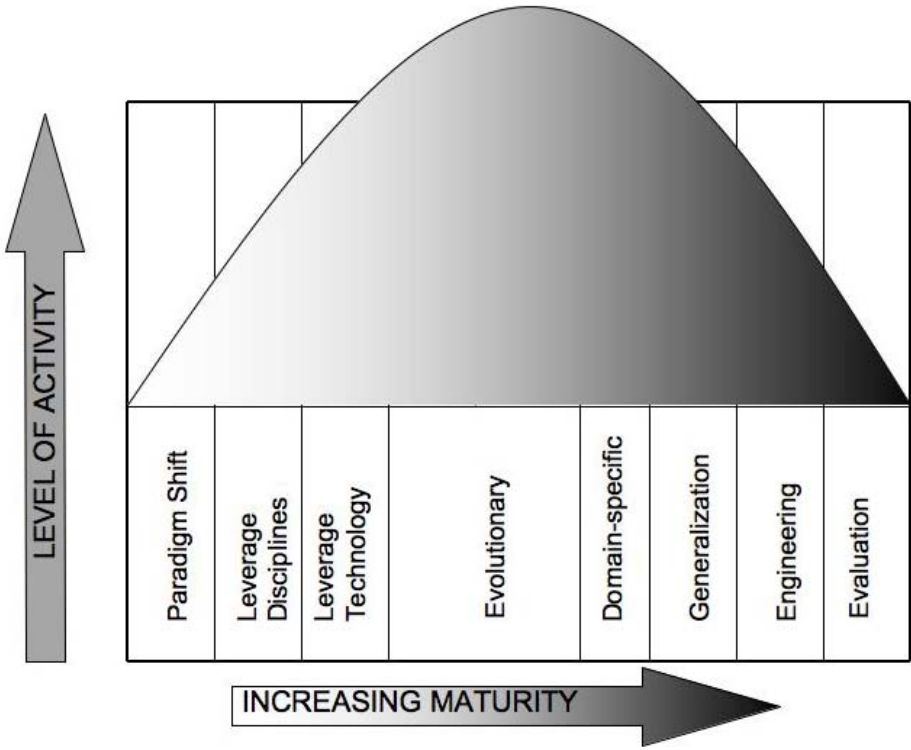 LEVEL OF ACTIVITY
Paradigm Shift
Leverage
Disciplines
Leverage
Technology
Evolutionary
Domain-specific
Generalization
Engineering
Evaluation
INCREASING MATURITY